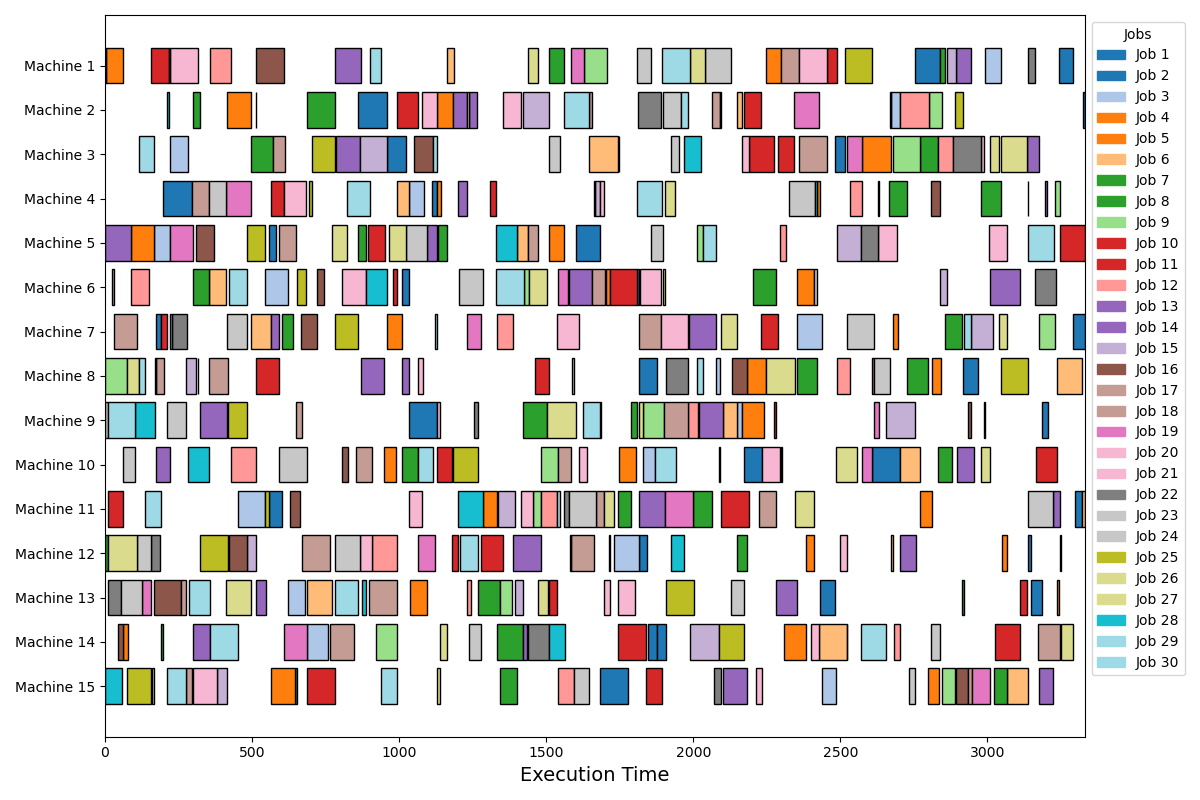 Machine 1
Machine 2
Machine 3
Machine 4
Machine 5
Machine 6
Machine 7
Machine 8
Machine 9
Machine 10
Machine 11
Machine 12
Machine 13
Machine 14
Machine 15
0
500
1000
1500
2000
2500
3000
Execution Time
Jobs
Job 1
Job 2
Job 3
Job 4
Job 5
Job 6
Job 7
Job 8
Job 9
Job 10
Job 11
Job 12
Job 13
Job 14
Job 15
Job 16
Job 17
Job 18
Job 19
Job 20
Job 21
Job 22
Job 23
Job 24
Job 25
Job 26
Job 27
Job 28
Job 29
Job 30